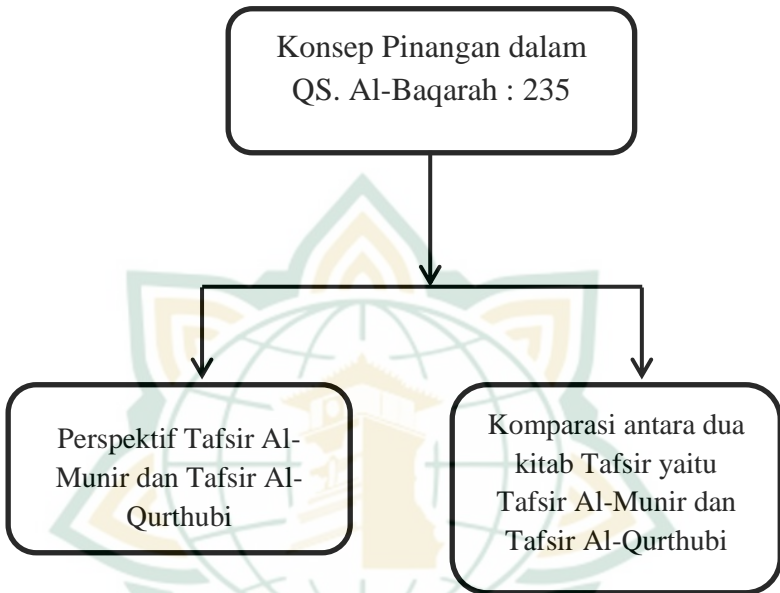 Konsep Pinangan dalam
QS. Al-Baqarah : 235
Perspektif Tafsir Al-
Munir dan Tafsir Al-
Qurthubi
Komparasi antara dua
kitab Tafsir yaitu
Tafsir Al-Munir dan
Tafsir Al-Qurthubi